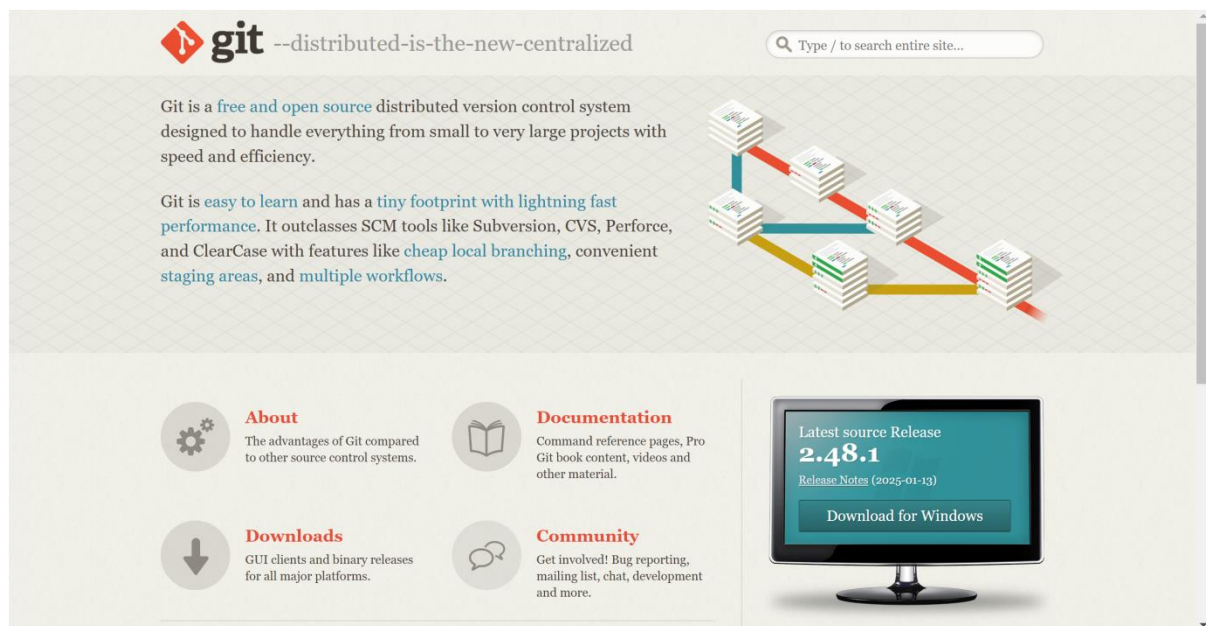 git --distributed-is-the-new-centralized
Type / to search entire site...
Git is a free and open source distributed version control system
designed to handle everything from small to very large projects with
speed and efficiency.
Git is easy to learn and has a tiny footprint with lightning fast
performance. It outclasses SCM tools like Subversion, CVS, Perforce,
and ClearCase with features like cheap local branching, convenient
staging areas, and multiple workflows.
About
The advantages of Git compared
to other source control systems.
Documentation
Command reference pages, Pro
Git book content, videos and
other material.
Downloads
GUI clients and binary releases
for all major platforms.
Community
Get involved! Bug reporting,
mailing list, chat, development
and more.
Latest source Release
2.48.1
Release Notes (2025-01-13)
Download for Windows